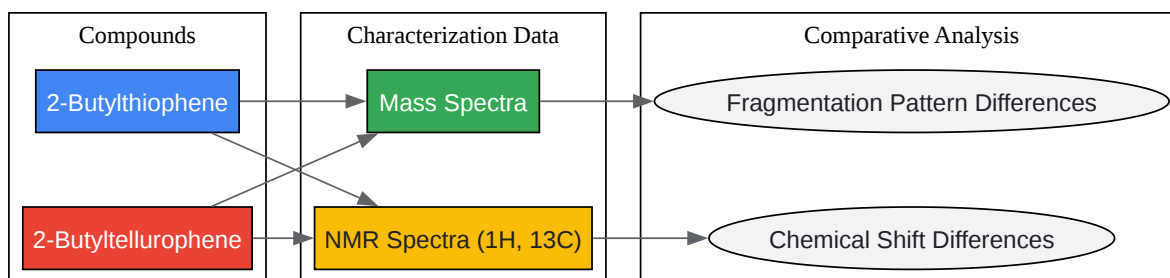 Compounds
Characterization Data
Comparative Analysis
2-Butylthiophene
Mass Spectra
Fragmentation Pattern Differences
2-Butyltellurophene
NMR Spectra (1H, 13C)
Chemical Shift Differences